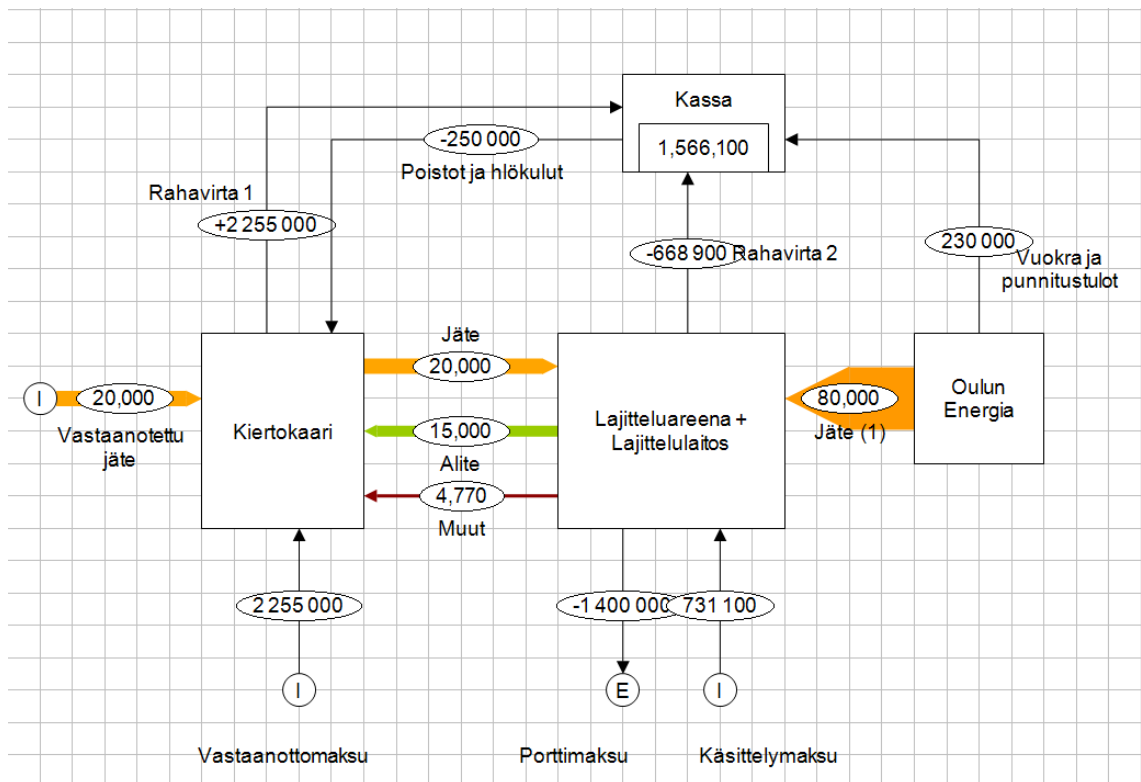 Kassa
1,566,100
-250 000
Poistot ja hlökulut
Rahavirta 1
+2 255 000
-668 900
Rahavirta 2
230 000
Vuokra ja
punnitustulot
Jäte
20,000
I
20,000
Vastaanotettu
jäte
Kiertokaari
15,000
Alite
4,770
Muut
Lajitteluareena +
Lajittelulaitos
80,000
Jäte (1)
Oulun
Energia
2 255 000
-1 400 000
731 100
I
E
I
Vastaanottomaksu
Porttimaksu
Käsittelymaksu